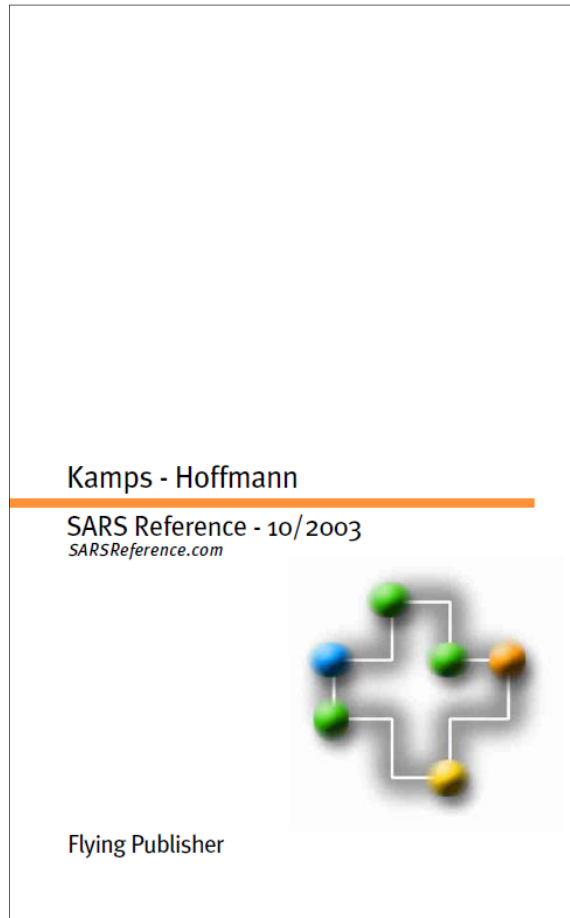 Kamps - Hoffmann
SARS Reference - 10/2003
SARSReference.com
Flying Publisher